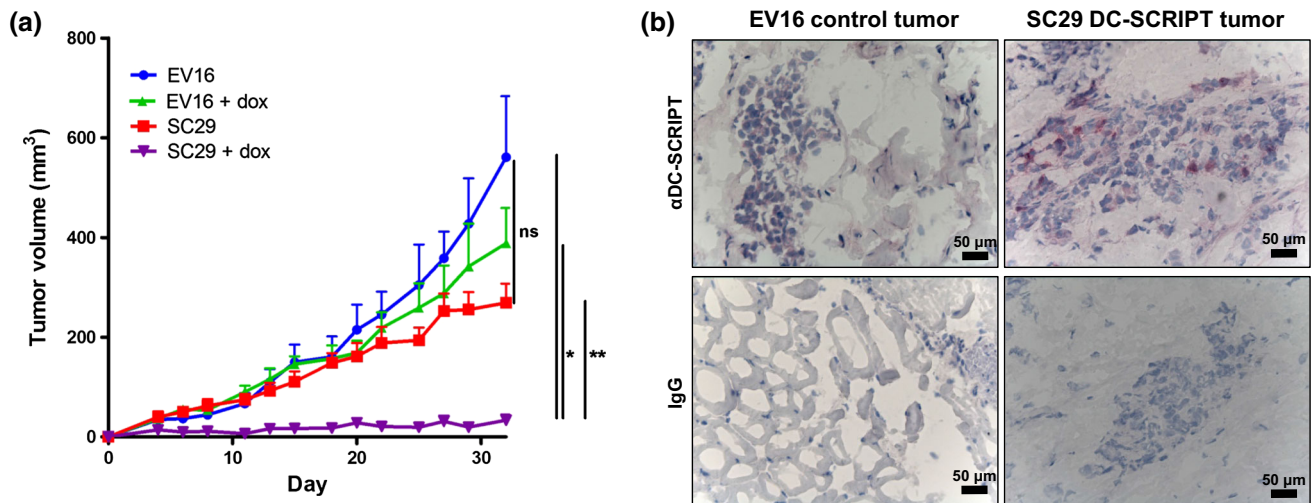 (a)
800
600
400
200
0
Tumor volume (mm³)
EV16
EV16 + dox
SC29
SC29 + dox
ns
*
**
0
10
20
30
Day
(b)
EV16 control tumor
SC29 DC-SCRIPT tumor
αDC-SCRIPT
50 µm
50 µm
IgG
50 µm
50 µm